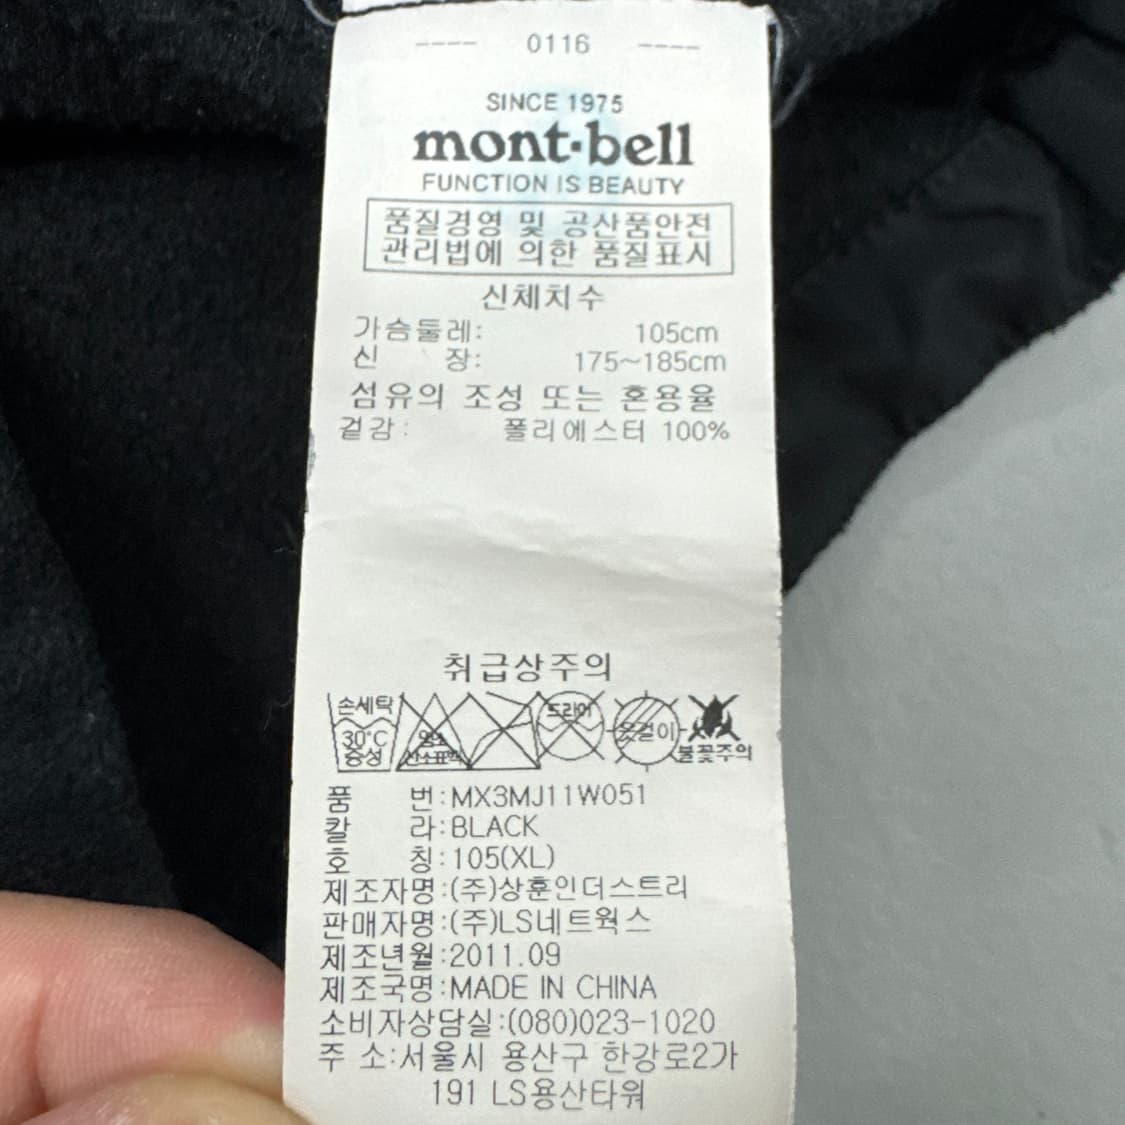 ---- 0116 ----
SINCE 1975
mont·bell
FUNCTION IS BEAUTY
품질경영 및 공산품안전
관리법에 의한 품질표시
신체치수
가슴둘레: 105cm
신 장: 175~185cm
섬유의 조성 또는 혼용율
겉감: 폴리에스터 100%
취급상주의
손세탁 30°C 중성
염소 산소표백
드라이
옷걸이
불꽃주의
품 번:MX3MJ11W051
칼 라:BLACK
호 칭:105(XL)
제조자명:(주)상훈인더스트리
판매자명:(주)LS네트웍스
제조년월:2011.09
제조국명:MADE IN CHINA
소비자상담실:(080)023-1020
주 소:서울시 용산구 한강로2가
191 LS용산타워